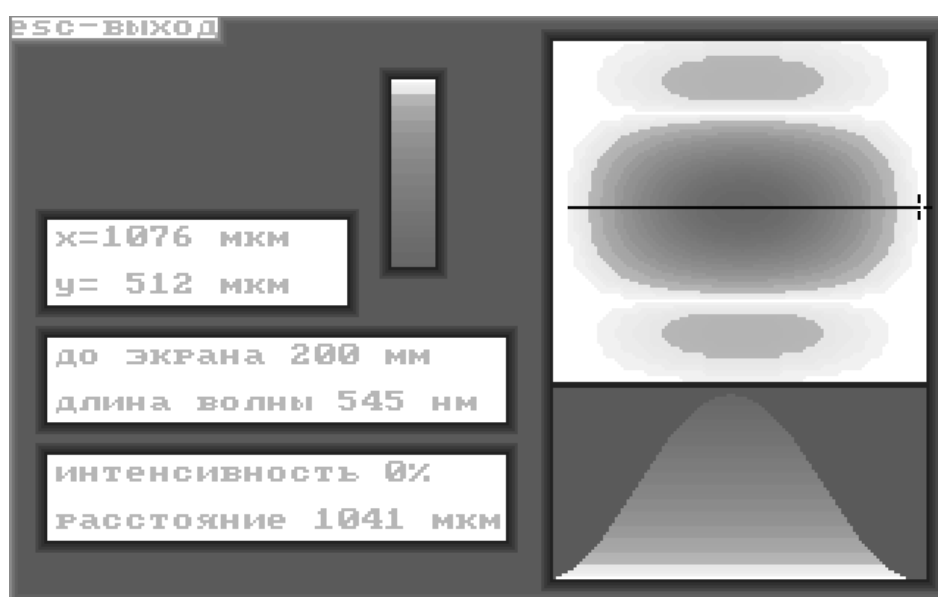 esc-выход
x=1076 мкм
y= 512 мкм
до экрана 200 мм
длина волны 545 нм
интенсивность 0%
расстояние 1041 мкм